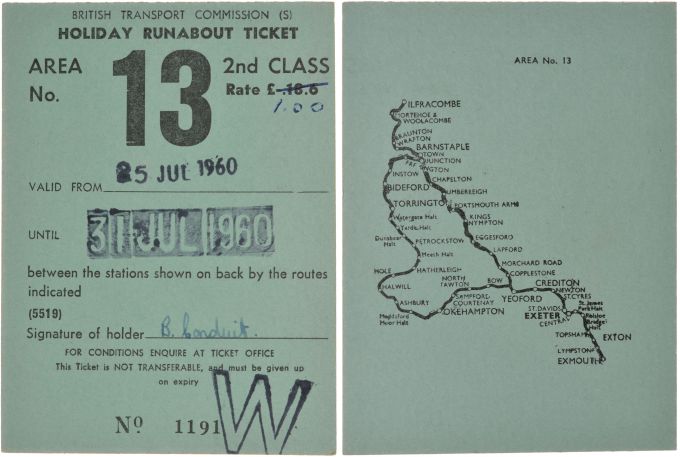 BRITISH TRANSPORT COMMISSION (S)
HOLIDAY RUNABOUT TICKET
AREA
No.
13
2nd CLASS
Rate £ 18.6
1.00
25 JUL 1960
VALID FROM
UNTIL
31 JUL 1960
between the stations shown on back by the routes
indicated
(5519)
Signature of holder B. Conduit.
FOR CONDITIONS ENQUIRE AT TICKET OFFICE
This Ticket is NOT TRANSFERABLE, and must be given up
on expiry
No 1191
W
AREA No. 13
ILFRACOMBE
MORTEHOE &
WOOLACOMBE
BRAUNTON
WRAFTON
BARNSTAPLE
TOWN
JUNCTION
FREMINGTON
INSTOW
CHAPELTON
BIDEFORD
UMBERLEIGH
TORRINGTON
PORTSMOUTH ARMS
Watergate Halt
KINGS
NYMPTON
Yarde Halt
Dunsbear
Halt
PETROCKSTOW
EGGESFORD
LAPFORD
Meeth Halt
MORCHARD ROAD
HOLE
HATHERLEIGH
COPPLESTONE
NORTH
TAWTON
BOW
CREDITON
HALWILL
NEWTON
ST.CYRES
SAMPFORD
COURTENAY
YEOFORD
ASHBURY
ST.DAVIDS
St. James
Park Halt
Maddaford
Moor Halt
OKEHAMPTON
EXETER
CENTRAL
Polsloe
Bridge
Halt
TOPSHAM
EXTON
LYMPSTON
EXMOUTH